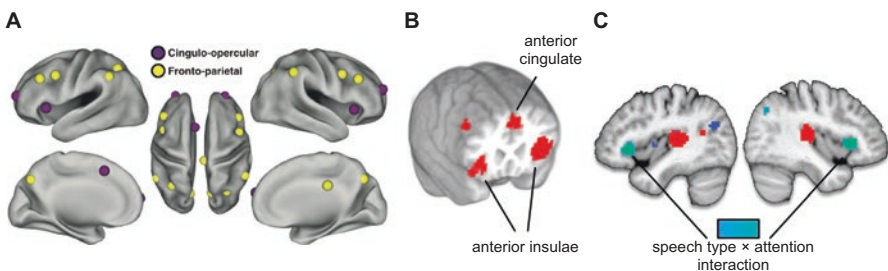 A
Cingulo-opercular
Fronto-parietal
B
anterior
cingulate
anterior insulae
C
speech type × attention
interaction